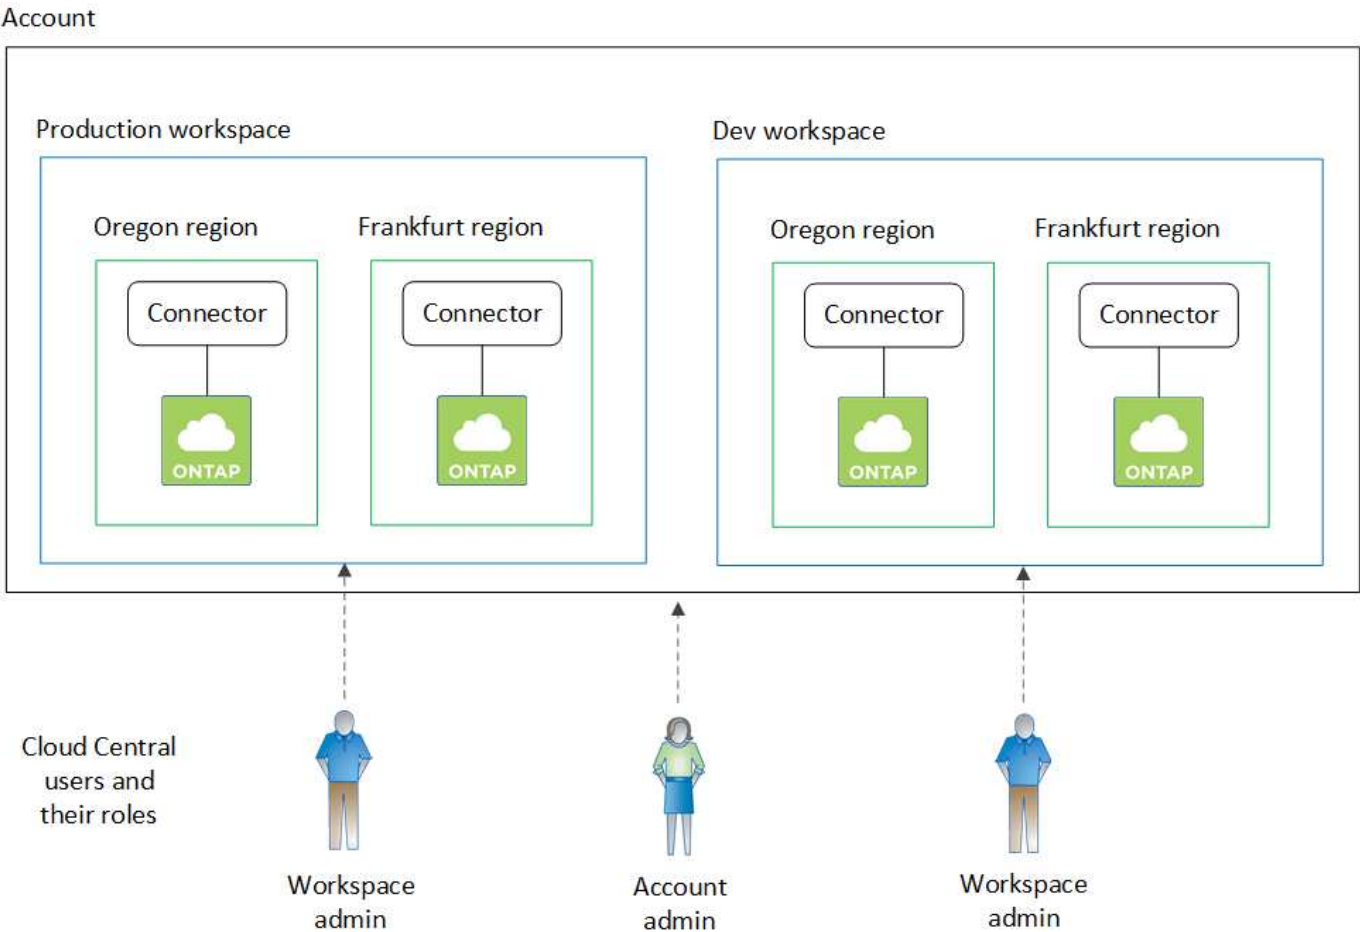 Account
Production workspace
Dev workspace
Oregon region
Frankfurt region
Oregon region
Frankfurt region
Connector
Connector
Connector
Connector
ONTAP
ONTAP
ONTAP
ONTAP
Cloud Central
users and
their roles
Workspace
admin
Account
admin
Workspace
admin